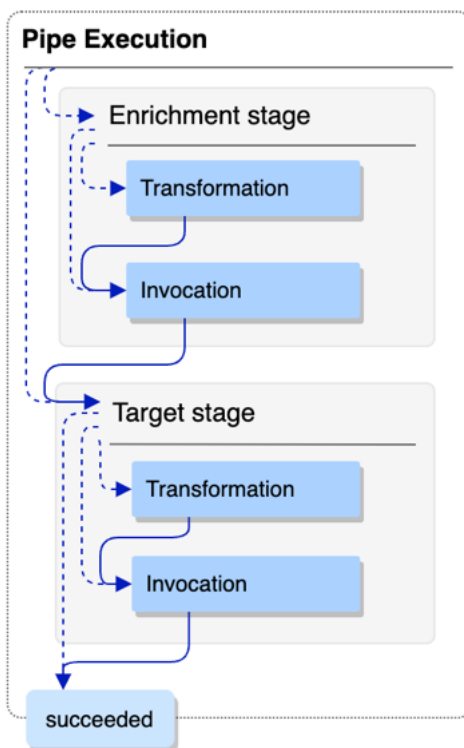 Pipe Execution
Enrichment stage
Transformation
Invocation
Target stage
Transformation
Invocation
succeeded